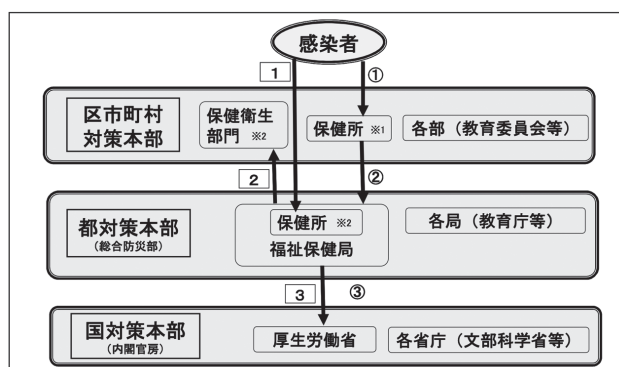 感染者
1
①
区市町村
対策本部
保健衛生
部門 ※2
保健所 ※1
各部（教育委員会等）
2
②
都対策本部
(総合防災部)
保健所 ※2
福祉保健局
各局（教育庁等）
3
③
国対策本部
(内閣官房)
厚生労働省
各省庁（文部科学省等）